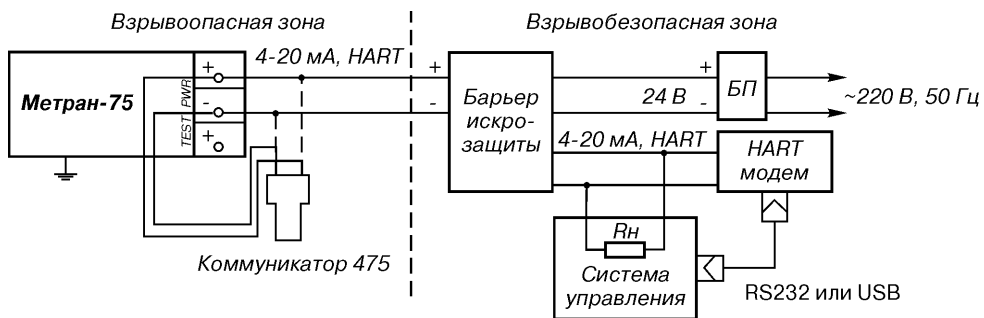 Взрывоопасная зона
Взрывобезопасная зона
4-20 мА, HART
Метран-75
+
PWR
-
TEST
+
+
-
Барьер
искро-
защиты
+
24 В
-
БП
~220 В, 50 Гц
4-20 мА, HART
HART
модем
Rн
Система
управления
Коммуникатор 475
RS232 или USB